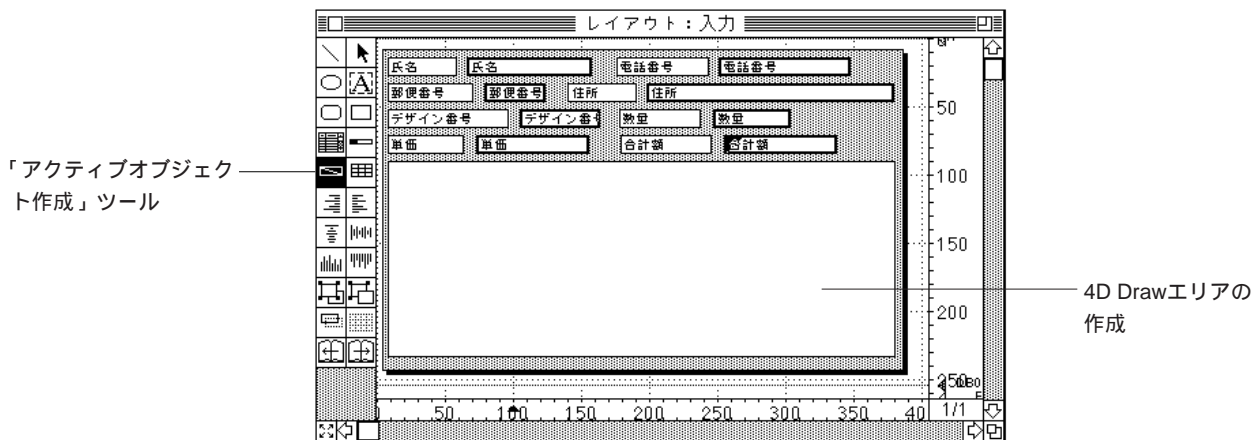 レイアウト：入力
氏名 氏名 電話番号 電話番号
郵便番号 郵便番号 住所 住所
デザイン番号 デザイン番号 数量 数量
単価 単価 合計額 合計額
「アクティブオブジェク
ト作成」ツール
4D Drawエリアの
作成
50
100
150
200
50 100 150 200 250 300 350 40
1/1